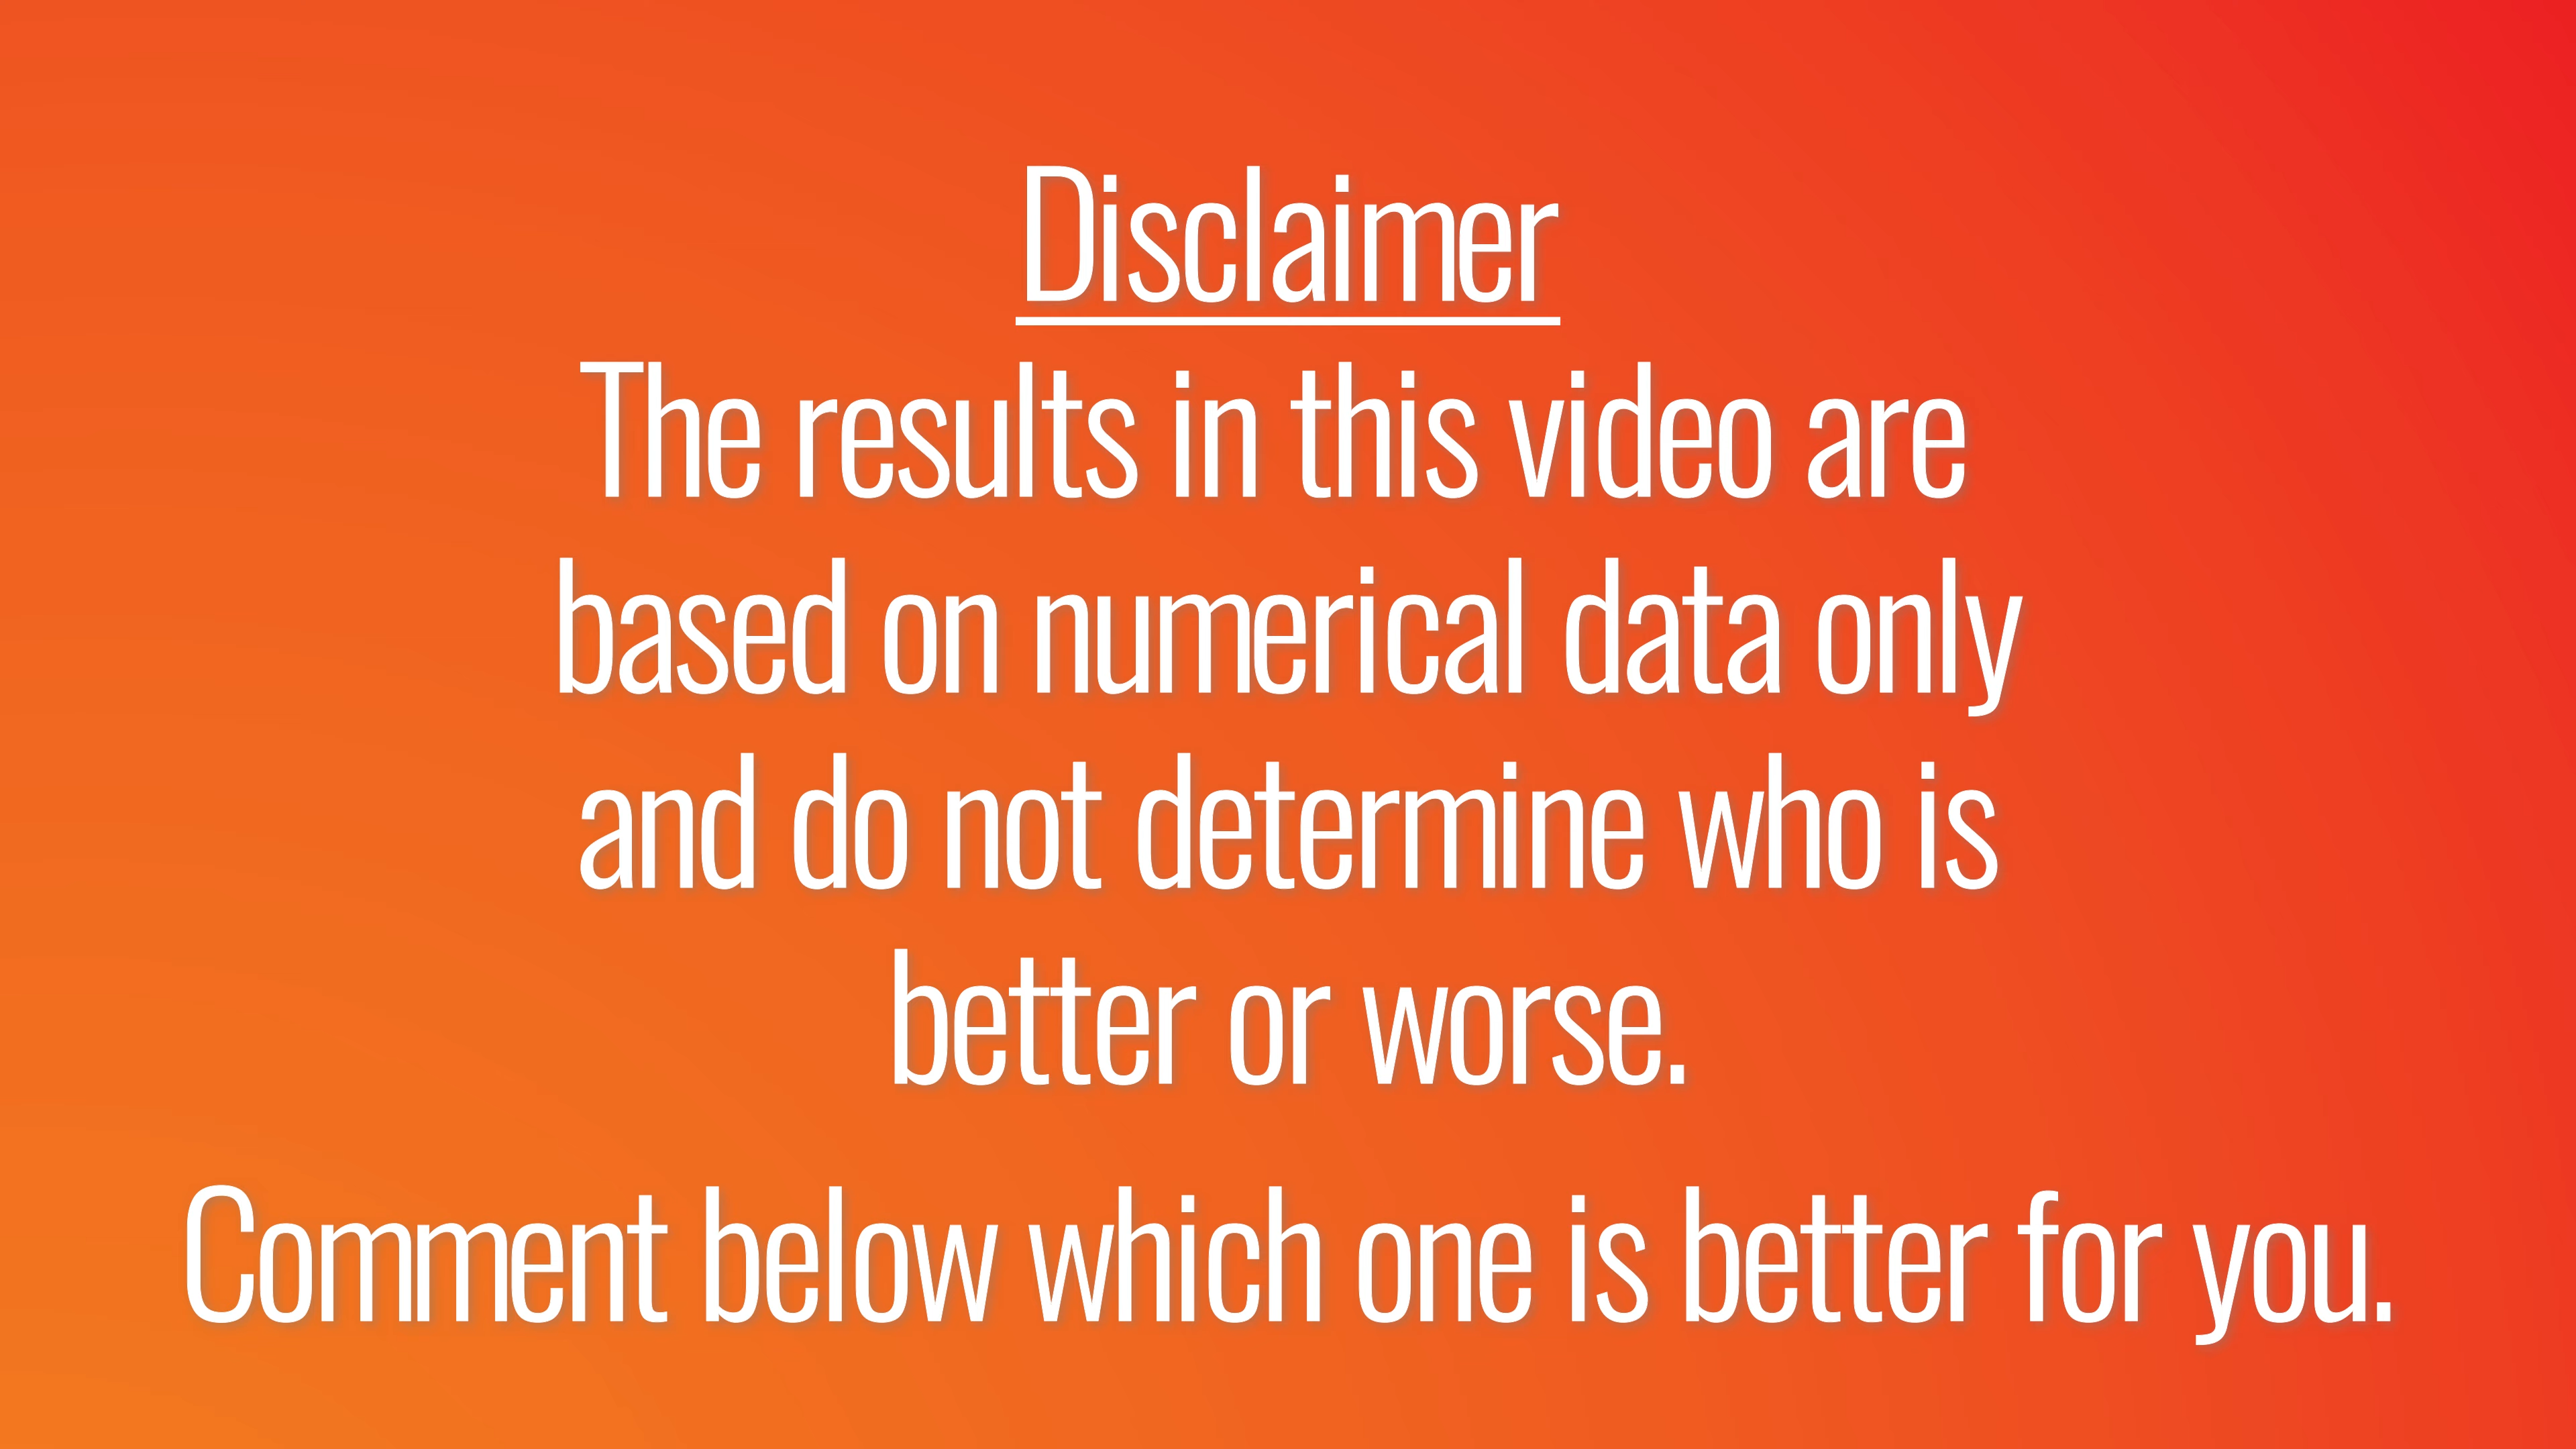 Disclaimer
The results in this video are
based on numerical data only
and do not determine who is
better or worse.
Comment below which one is better for you.